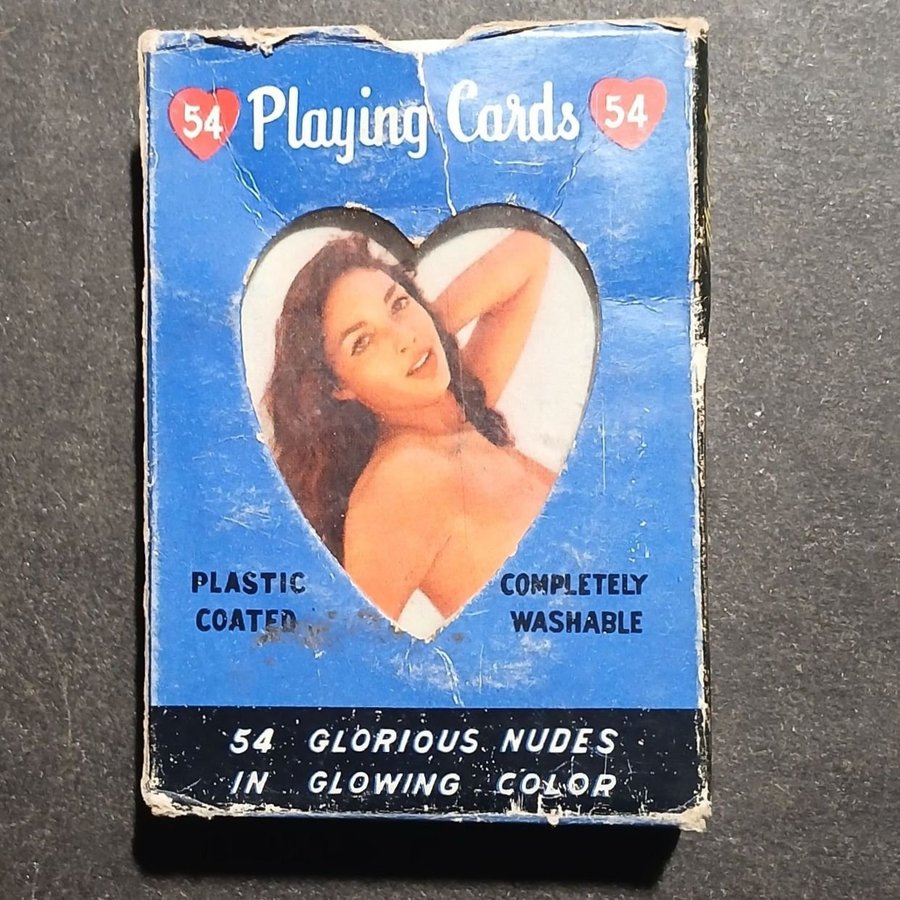 54 Playing Cards 54
PLASTIC COATED
COMPLETELY WASHABLE
54 GLORIOUS NUDES
IN GLOWING COLOR